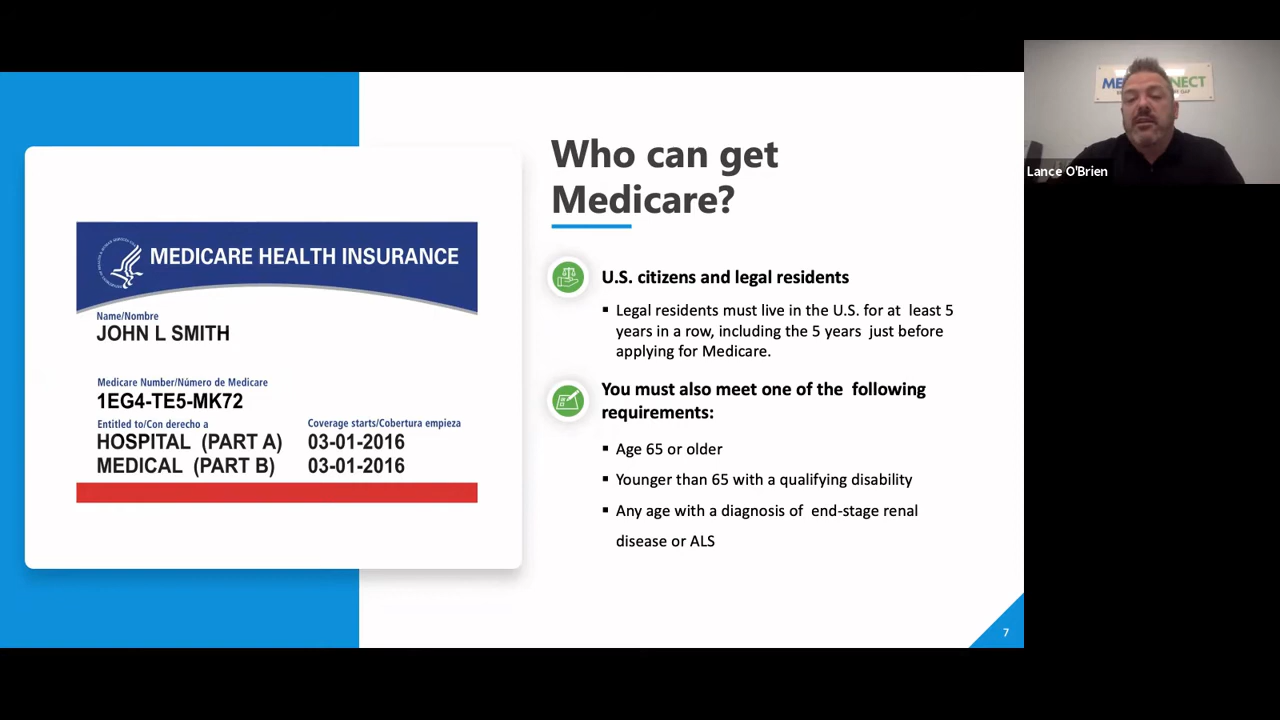 Who can get
Medicare?
MEDICARE HEALTH INSURANCE
Name/Nombre
JOHN L SMITH
Medicare Number/Número de Medicare
1EG4-TE5-MK72
Entitled to/Con derecho a
Coverage starts/Cobertura empieza
HOSPITAL (PART A) 03-01-2016
MEDICAL (PART B) 03-01-2016
U.S. citizens and legal residents
▪ Legal residents must live in the U.S. for at least 5
years in a row, including the 5 years just before
applying for Medicare.
You must also meet one of the following
requirements:
▪ Age 65 or older
▪ Younger than 65 with a qualifying disability
▪ Any age with a diagnosis of end-stage renal
disease or ALS
7
Lance O'Brien